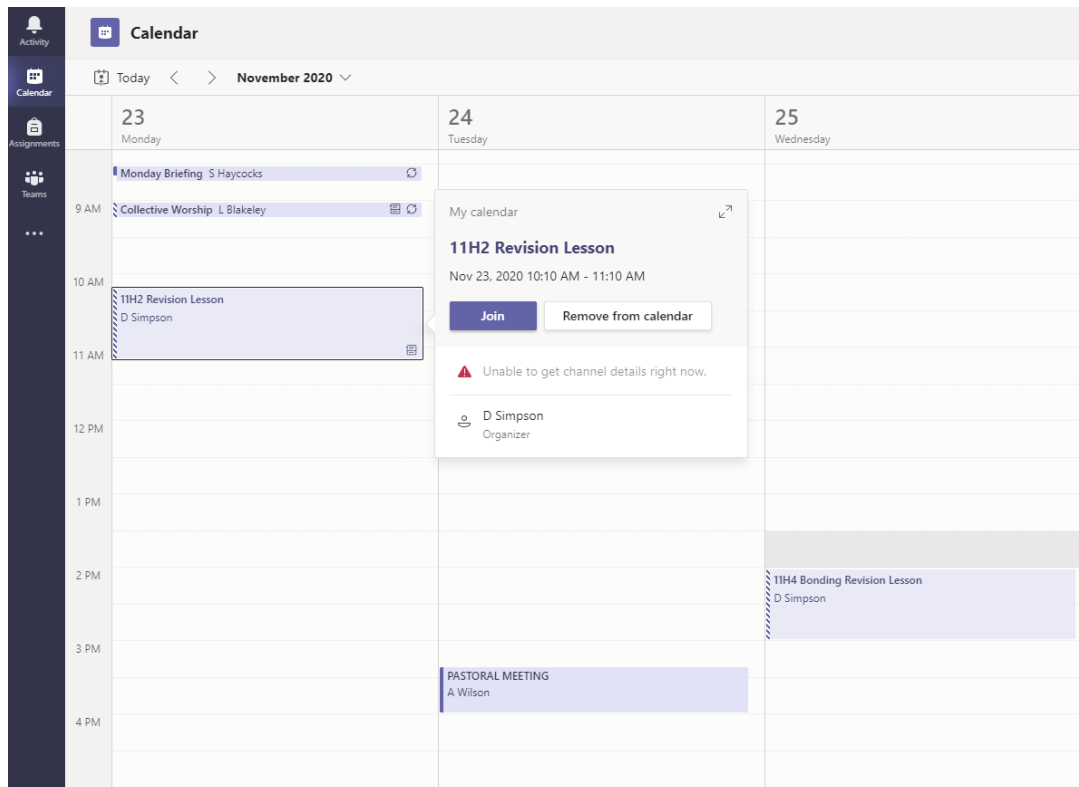 Activity
Calendar
Assignments
Teams
Calendar
Today
November 2020
23
Monday
24
Tuesday
25
Wednesday
Monday Briefing S Haycocks
9 AM
Collective Worship L Blakeley
10 AM
11H2 Revision Lesson
D Simpson
11 AM
12 PM
1 PM
2 PM
3 PM
4 PM
My calendar
11H2 Revision Lesson
Nov 23, 2020 10:10 AM - 11:10 AM
Join
Remove from calendar
Unable to get channel details right now.
D Simpson
Organizer
PASTORAL MEETING
A Wilson
11H4 Bonding Revision Lesson
D Simpson